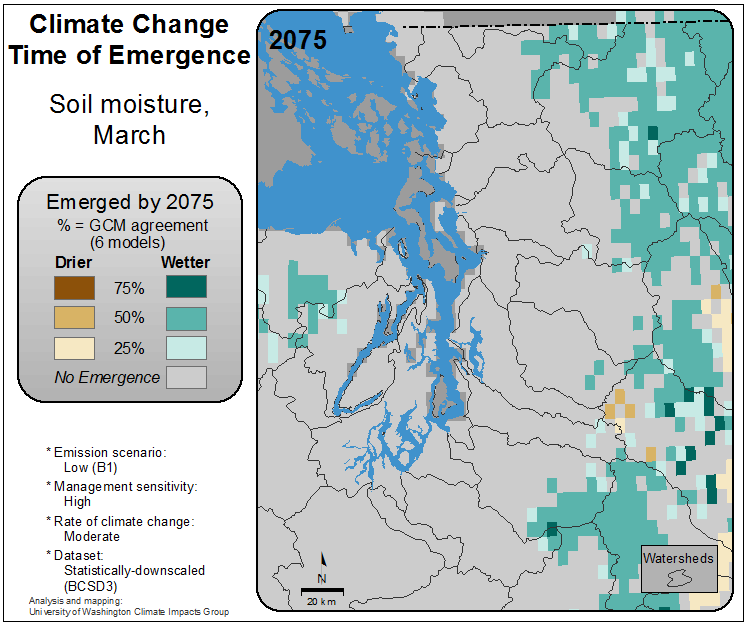 Climate Change
Time of Emergence
Soil moisture,
March
Emerged by 2075
% = GCM agreement
(6 models)
Drier Wetter
75%
50%
25%
No Emergence
* Emission scenario:
Low (B1)
* Management sensitivity:
High
* Rate of climate change:
Moderate
* Dataset:
Statistically-downscaled
(BCSD3)
Analysis and mapping:
University of Washington Climate Impacts Group
2075
N
20 km
Watersheds